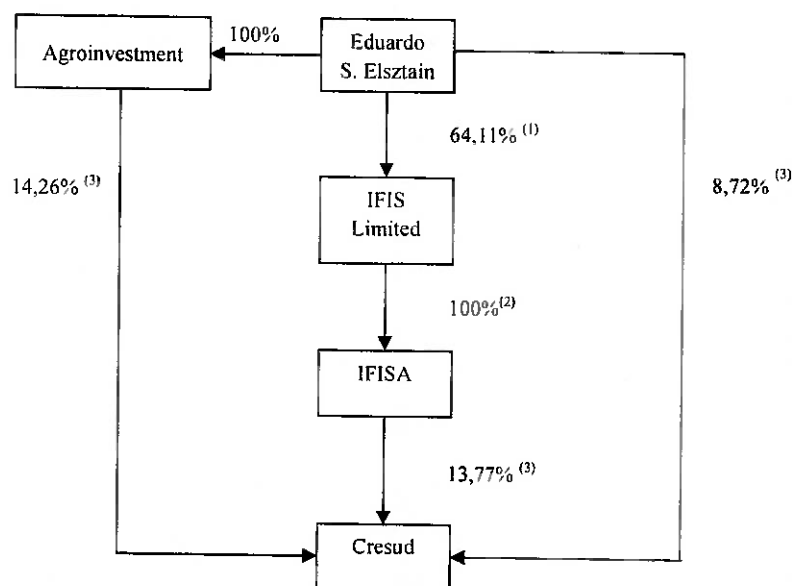 Agroinvestment
100%
Eduardo
S. Elsztain
64,11% (1)
14,26% (3)
8,72% (3)
IFIS
Limited
100%(2)
IFISA
13,77% (3)
Cresud